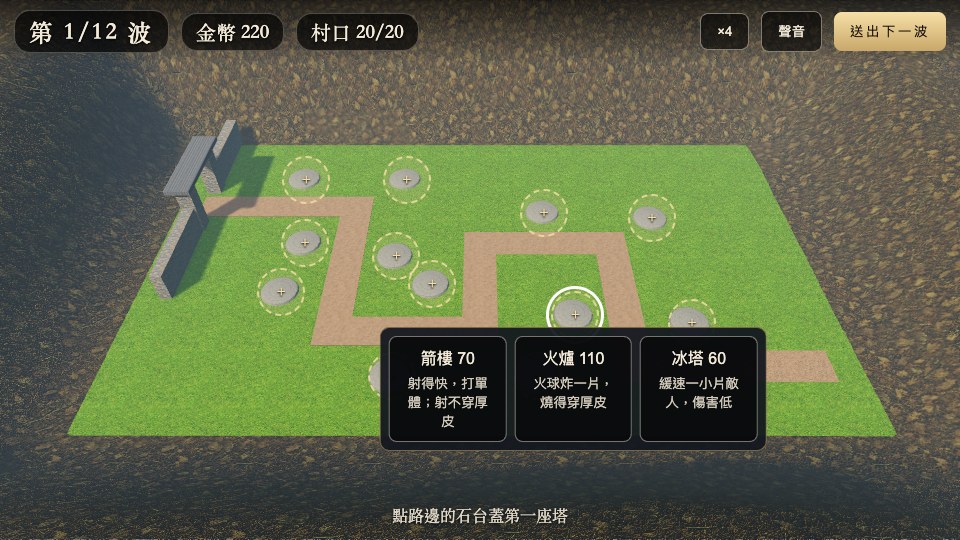 第 1/12 波
金幣 220
村口 20/20
×4
聲音
送出下一波
箭樓 70
射得快，打單
體；射不穿厚
皮
火爐 110
火球炸一片，
燒得穿厚皮
冰塔 60
緩速一小片敵
人，傷害低
點路邊的石台蓋第一座塔